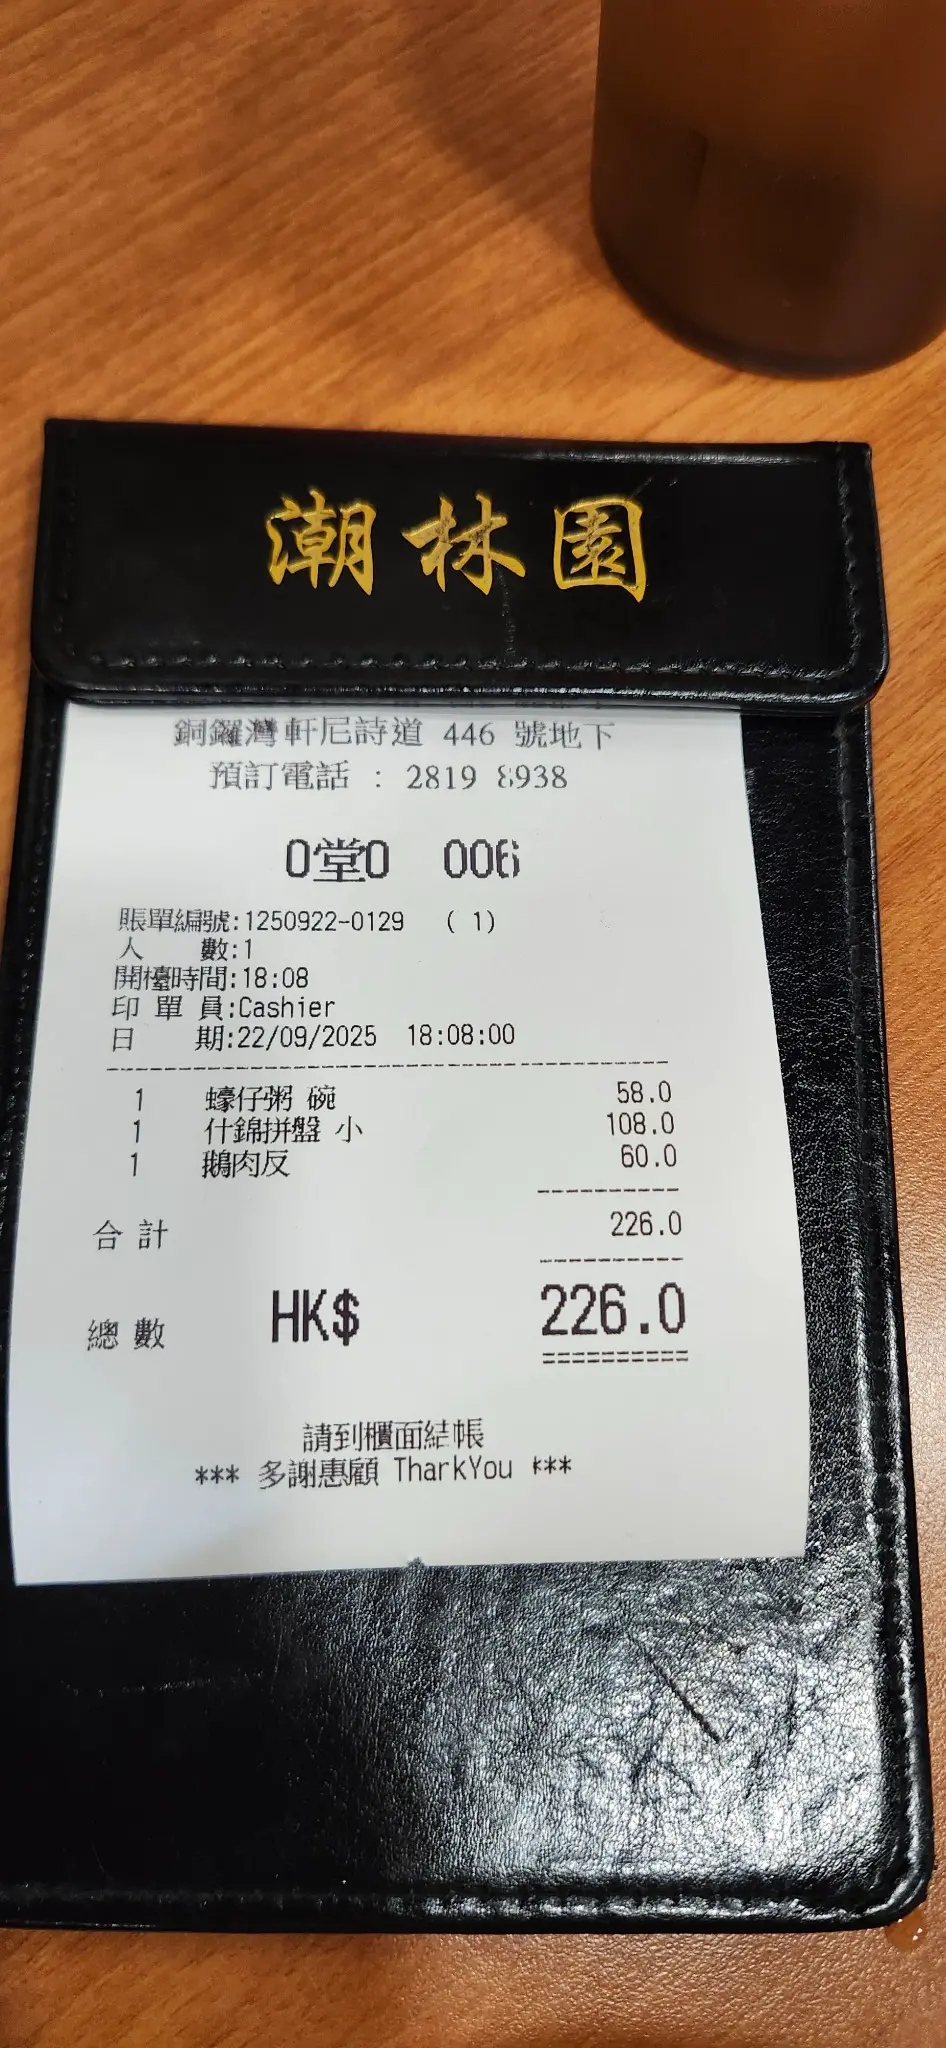 潮林園
銅鑼灣軒尼詩道 446 號地下
預訂電話 : 2819 8938
0堂0 006
賬單編號:1250922-0129 ( 1)
人 數:1
開檯時間:18:08
印 單 員:Cashier
日 期:22/09/2025 18:08:00
1 蠔仔粥 碗 58.0
1 什錦拼盤 小 108.0
1 鵝肉反 60.0
合 計 226.0
總 數 HK$ 226.0
==========
請到櫃面結帳
*** 多謝惠顧 ThankYou ***